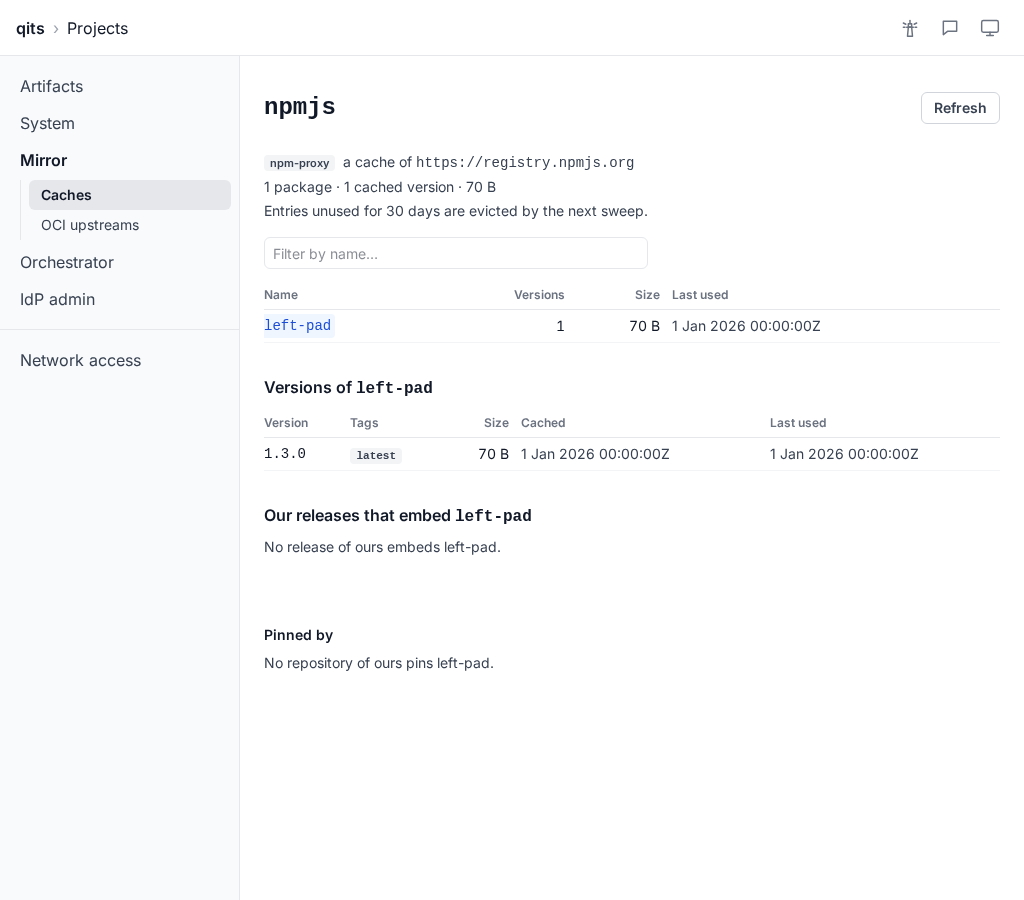 qits › Projects
Artifacts
System
Mirror
Caches
OCI upstreams
Orchestrator
IdP admin
Network access
npmjs
Refresh
npm-proxy a cache of https://registry.npmjs.org
1 package · 1 cached version · 70 B
Entries unused for 30 days are evicted by the next sweep.
Filter by name...
Name Versions Size Last used
left-pad 1 70 B 1 Jan 2026 00:00:00Z
Versions of left-pad
Version Tags Size Cached Last used
1.3.0 latest 70 B 1 Jan 2026 00:00:00Z 1 Jan 2026 00:00:00Z
Our releases that embed left-pad
No release of ours embeds left-pad.
Pinned by
No repository of ours pins left-pad.